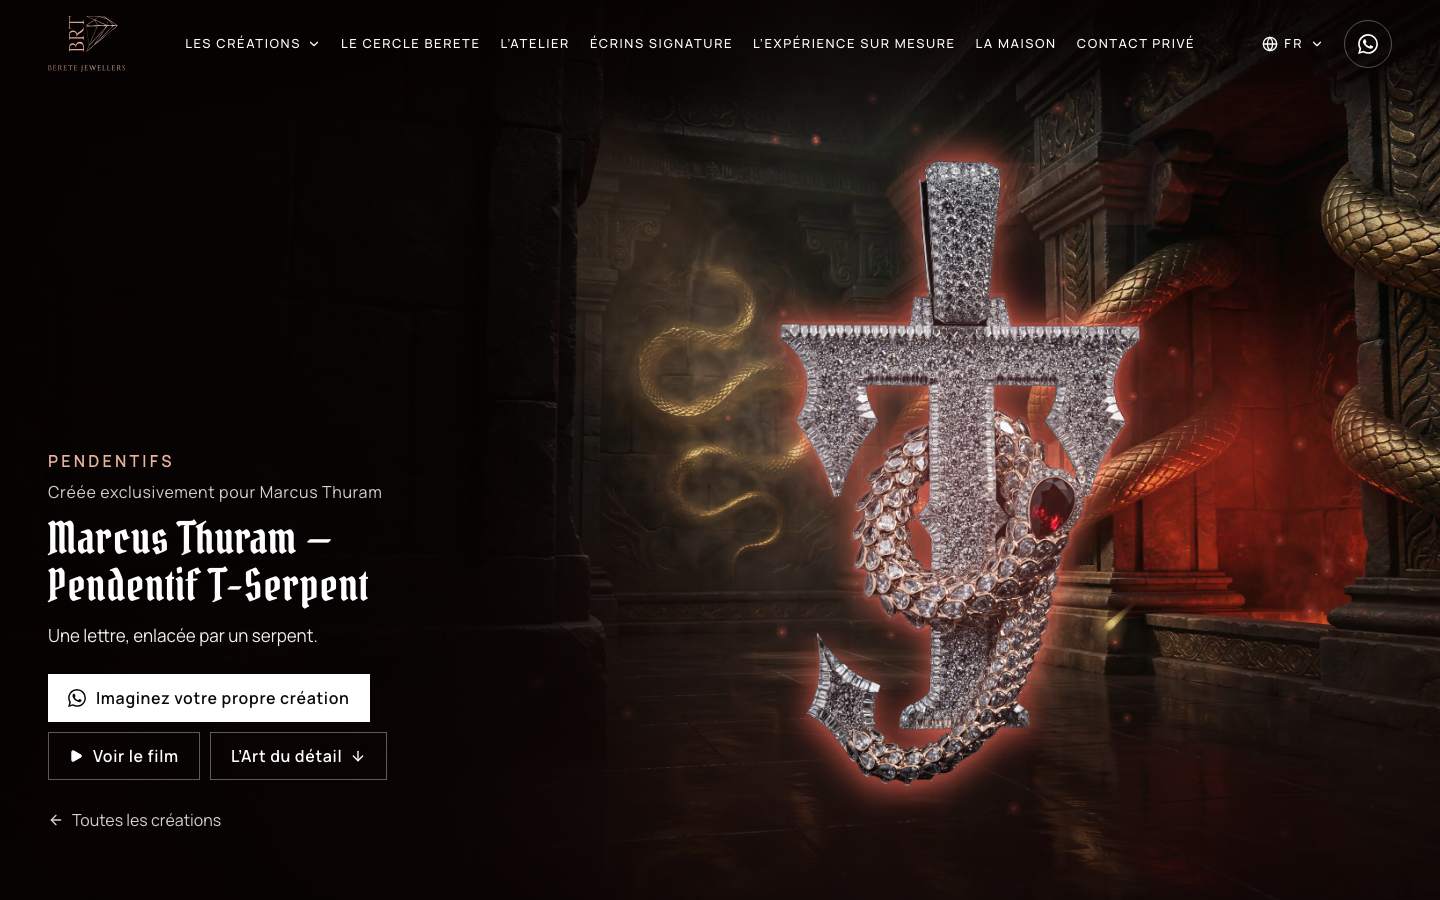 BRT
BERETE JEWELLERS
LES CRÉATIONS
LE CERCLE BERETE
L’ATELIER
ÉCRINS SIGNATURE
L’EXPÉRIENCE SUR MESURE
LA MAISON
CONTACT PRIVÉ
FR
PENDENTIFS
Créée exclusivement pour Marcus Thuram
Marcus Thuram —
Pendentif T-Serpent
Une lettre, enlacée par un serpent.
Imaginez votre propre création
Voir le film
L’Art du détail ↓
← Toutes les créations